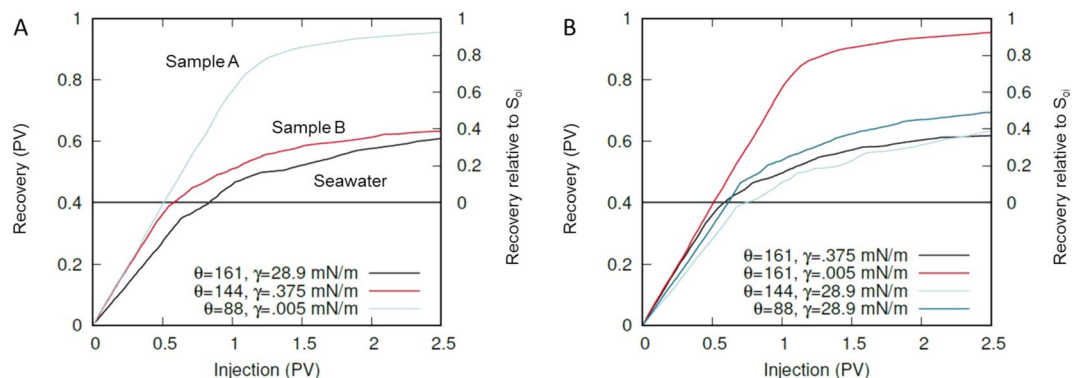 A
Recovery (PV)
1
0.8
0.6
0.4
0.2
0
0 0.5 1 1.5 2 2.5
Injection (PV)
1
0.8
0.6
0.4
0.2
0
Recovery relative to Soi
Sample A
Sample B
Seawater
θ=161, γ=28.9 mN/m
θ=144, γ=.375 mN/m
θ=88, γ=.005 mN/m
B
Recovery (PV)
1
0.8
0.6
0.4
0.2
0
0 0.5 1 1.5 2 2.5
Injection (PV)
1
0.8
0.6
0.4
0.2
0
Recovery relative to Soi
θ=161, γ=.375 mN/m
θ=161, γ=.005 mN/m
θ=144, γ=28.9 mN/m
θ=88, γ=28.9 mN/m